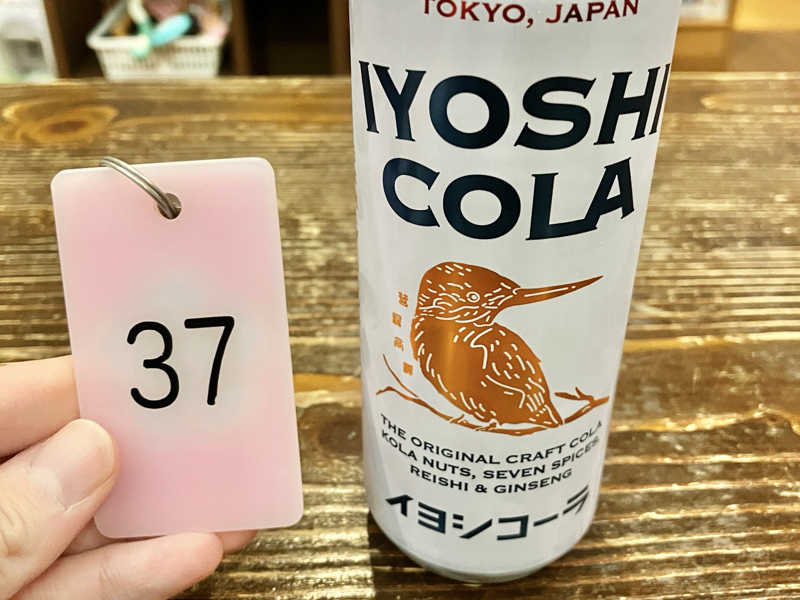 TOKYO, JAPAN
IYOSHI
COLA
THE ORIGINAL CRAFT COLA
KOLA NUTS, SEVEN SPICES
REISHI & GINSENG
イヨシコーラ
37